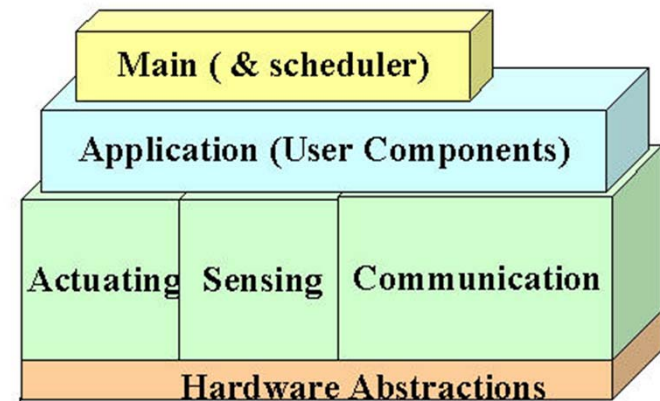 Main ( & scheduler)
Application (User Components)
Actuating Sensing Communication
Hardware Abstractions